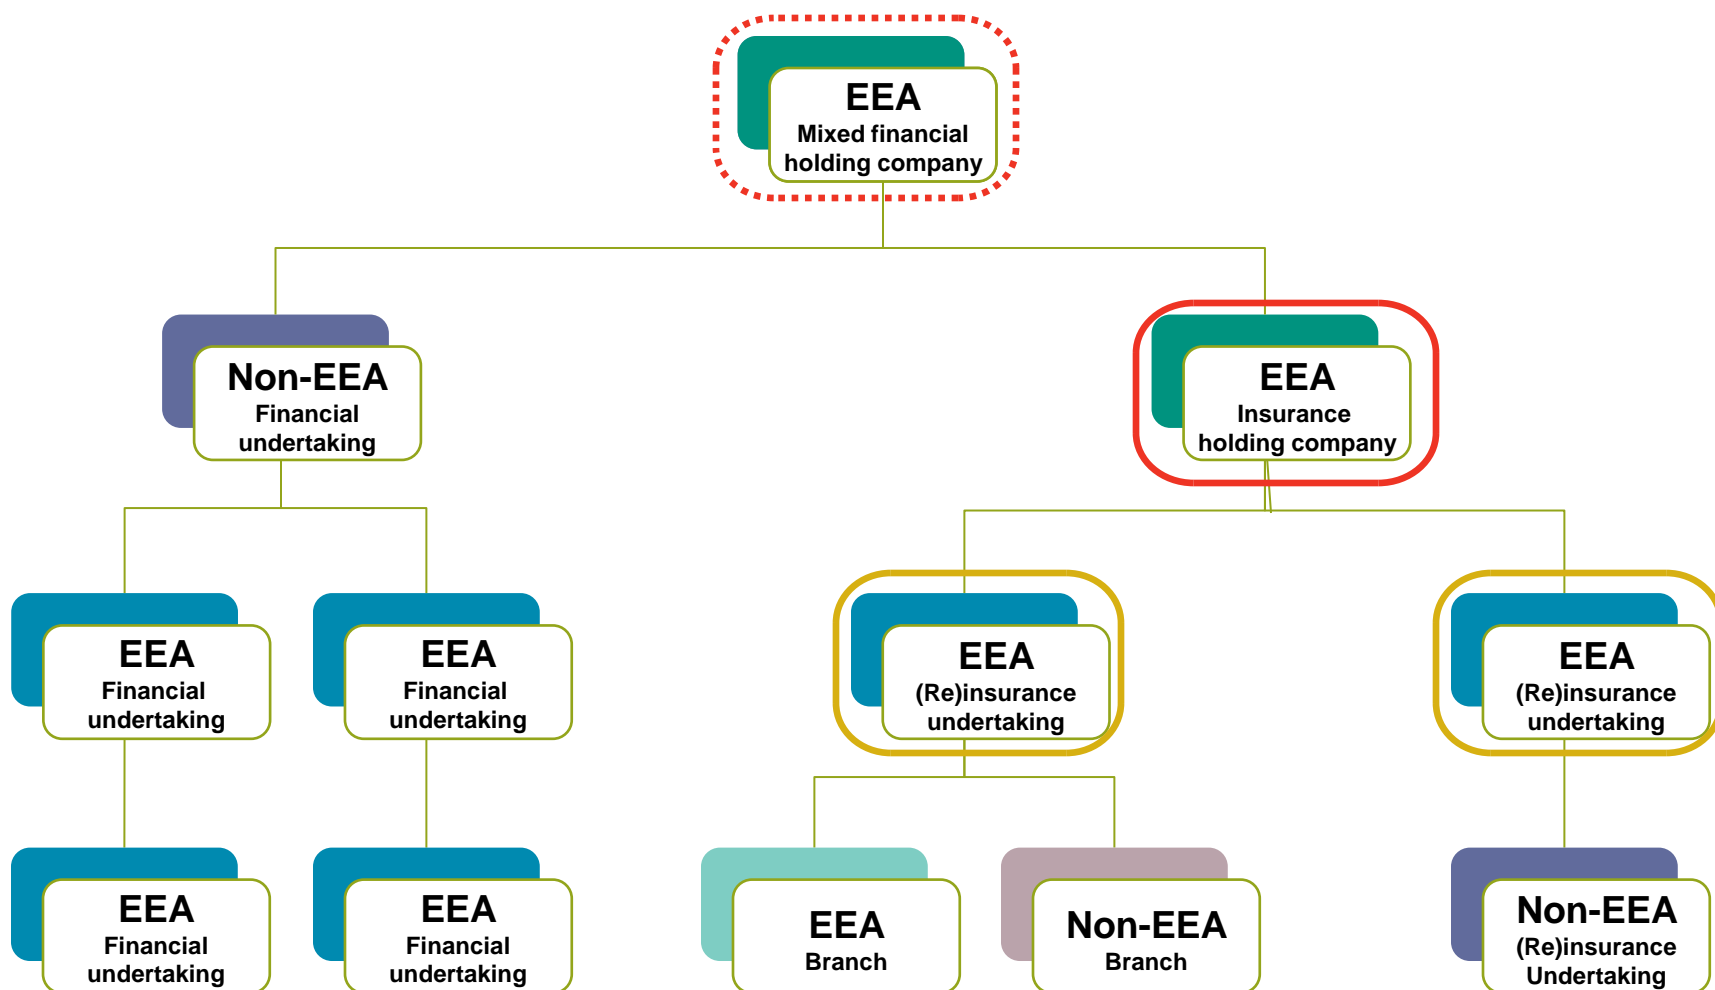 EEA
Mixed financial
holding company
Non-EEA
Financial
undertaking
EEA
Insurance
holding company
EEA
Financial
undertaking
EEA
Financial
undertaking
EEA
(Re)insurance
undertaking
EEA
(Re)insurance
undertaking
EEA
Financial
undertaking
EEA
Financial
undertaking
EEA
Branch
Non-EEA
Branch
Non-EEA
(Re)insurance
Undertaking